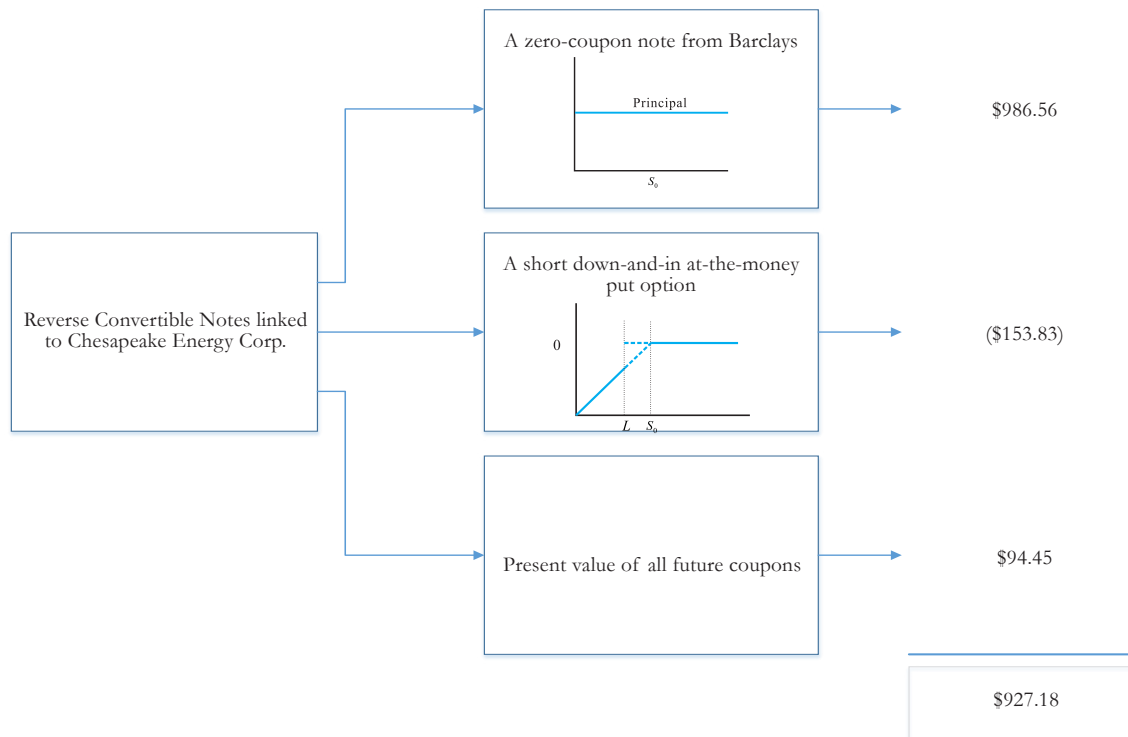 A zero-coupon note from Barclays
Principal
S₀
$986.56
Reverse Convertible Notes linked
to Chesapeake Energy Corp.
A short down-and-in at-the-money
put option
0
L S₀
($153.83)
Present value of all future coupons
$94.45
$927.18